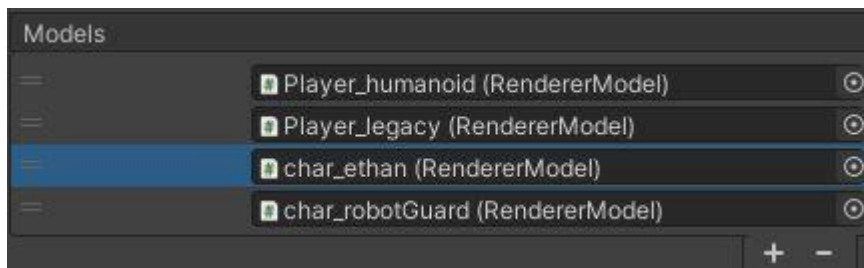 Models
Player_humanoid (RendererModel)
Player_legacy (RendererModel)
char_ethan (RendererModel)
char_robotGuard (RendererModel)
+ -